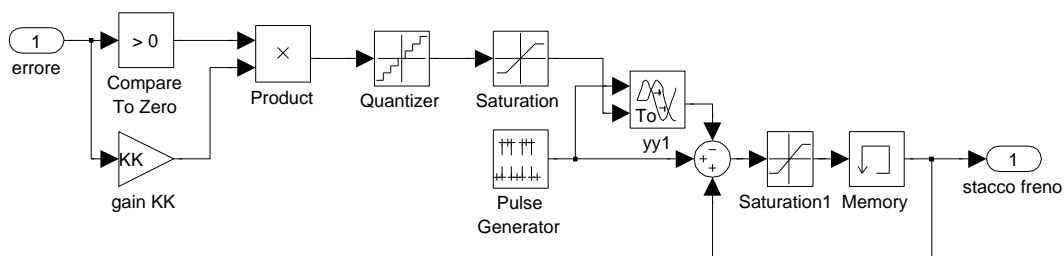 1
errore
> 0
Compare
To Zero
KK
gain KK
×
Product
Quantizer
Saturation
To
yy1
Pulse
Generator
−
+
+
Saturation1
Memory
1
stacco freno